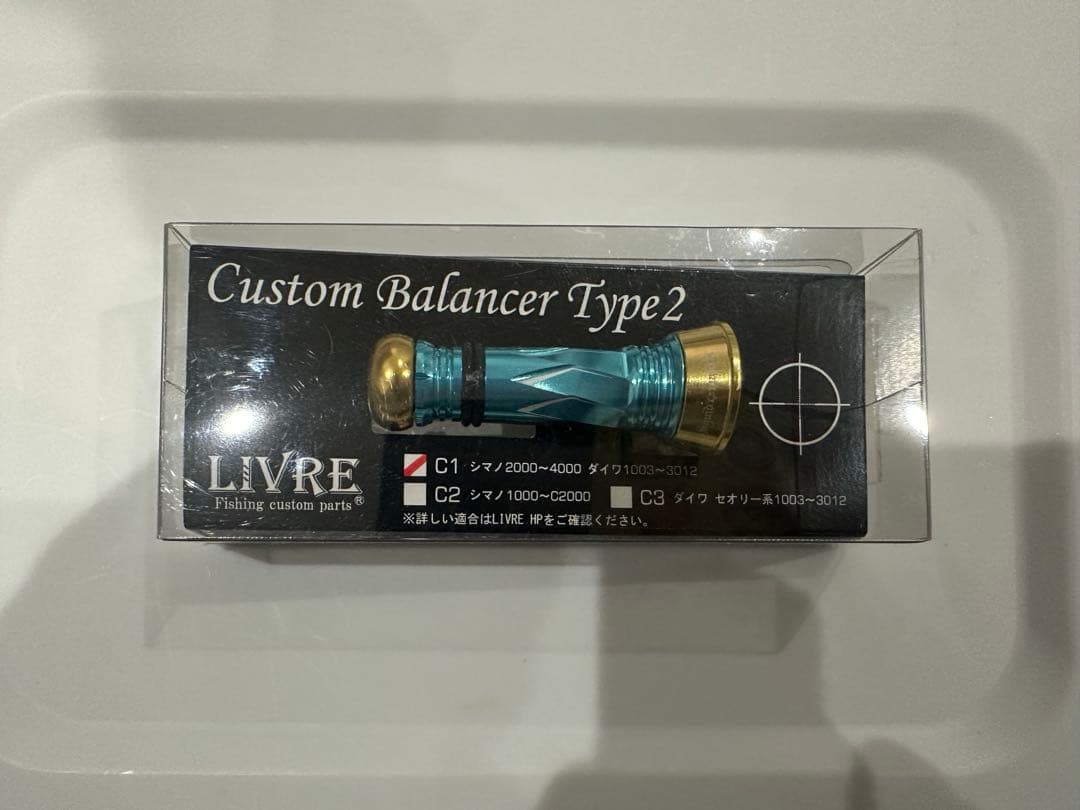 Custom Balancer Type2
LIVRE
Fishing custom parts®
C1 シマノ2000～4000 ダイワ1003～3012
C2 シマノ1000～C2000 C3 ダイワ セオリー系1003～3012
※詳しい適合はLIVRE HPをご確認ください。